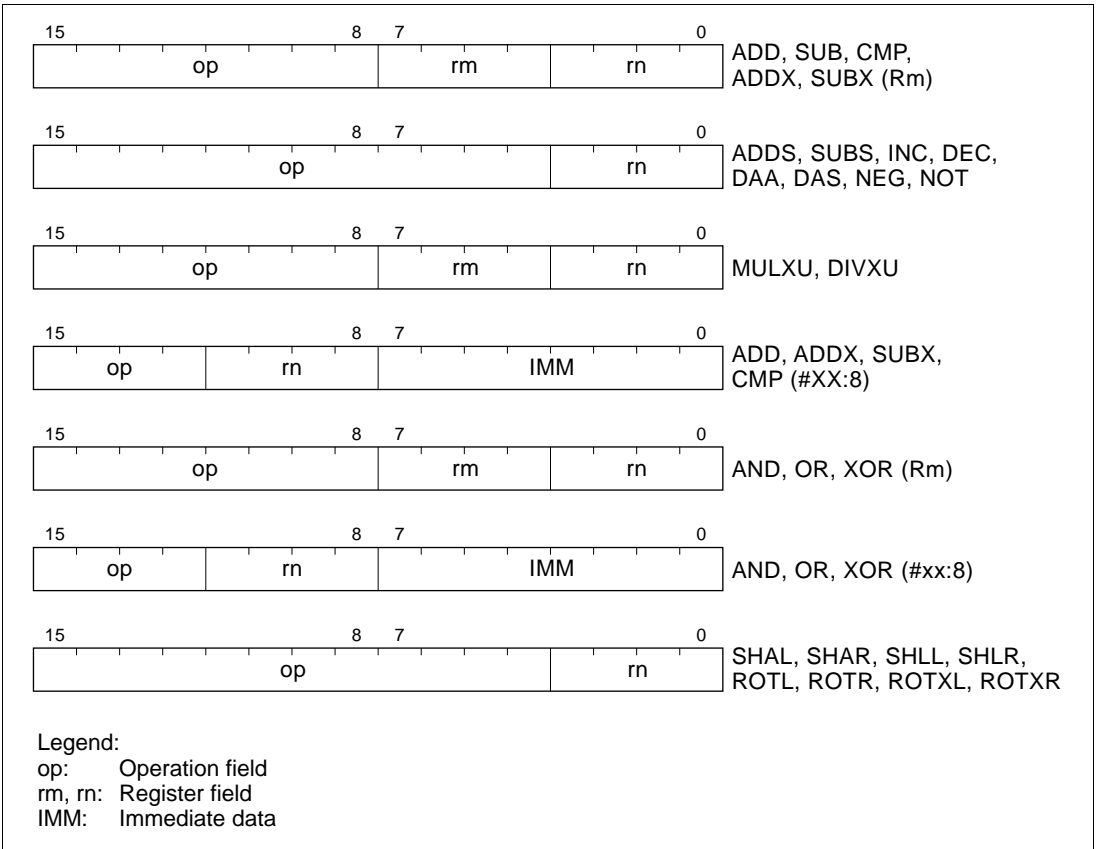 15 8 7 0
op rm rn
ADD, SUB, CMP,
ADDX, SUBX (Rm)
15 8 7 0
op rn
ADDS, SUBS, INC, DEC,
DAA, DAS, NEG, NOT
15 8 7 0
op rm rn
MULXU, DIVXU
15 8 7 0
op rn IMM
ADD, ADDX, SUBX,
CMP (#XX:8)
15 8 7 0
op rm rn
AND, OR, XOR (Rm)
15 8 7 0
op rn IMM
AND, OR, XOR (#xx:8)
15 8 7 0
op rn
SHAL, SHAR, SHLL, SHLR,
ROTL, ROTR, ROTXL, ROTXR
Legend:
op: Operation field
rm, rn: Register field
IMM: Immediate data